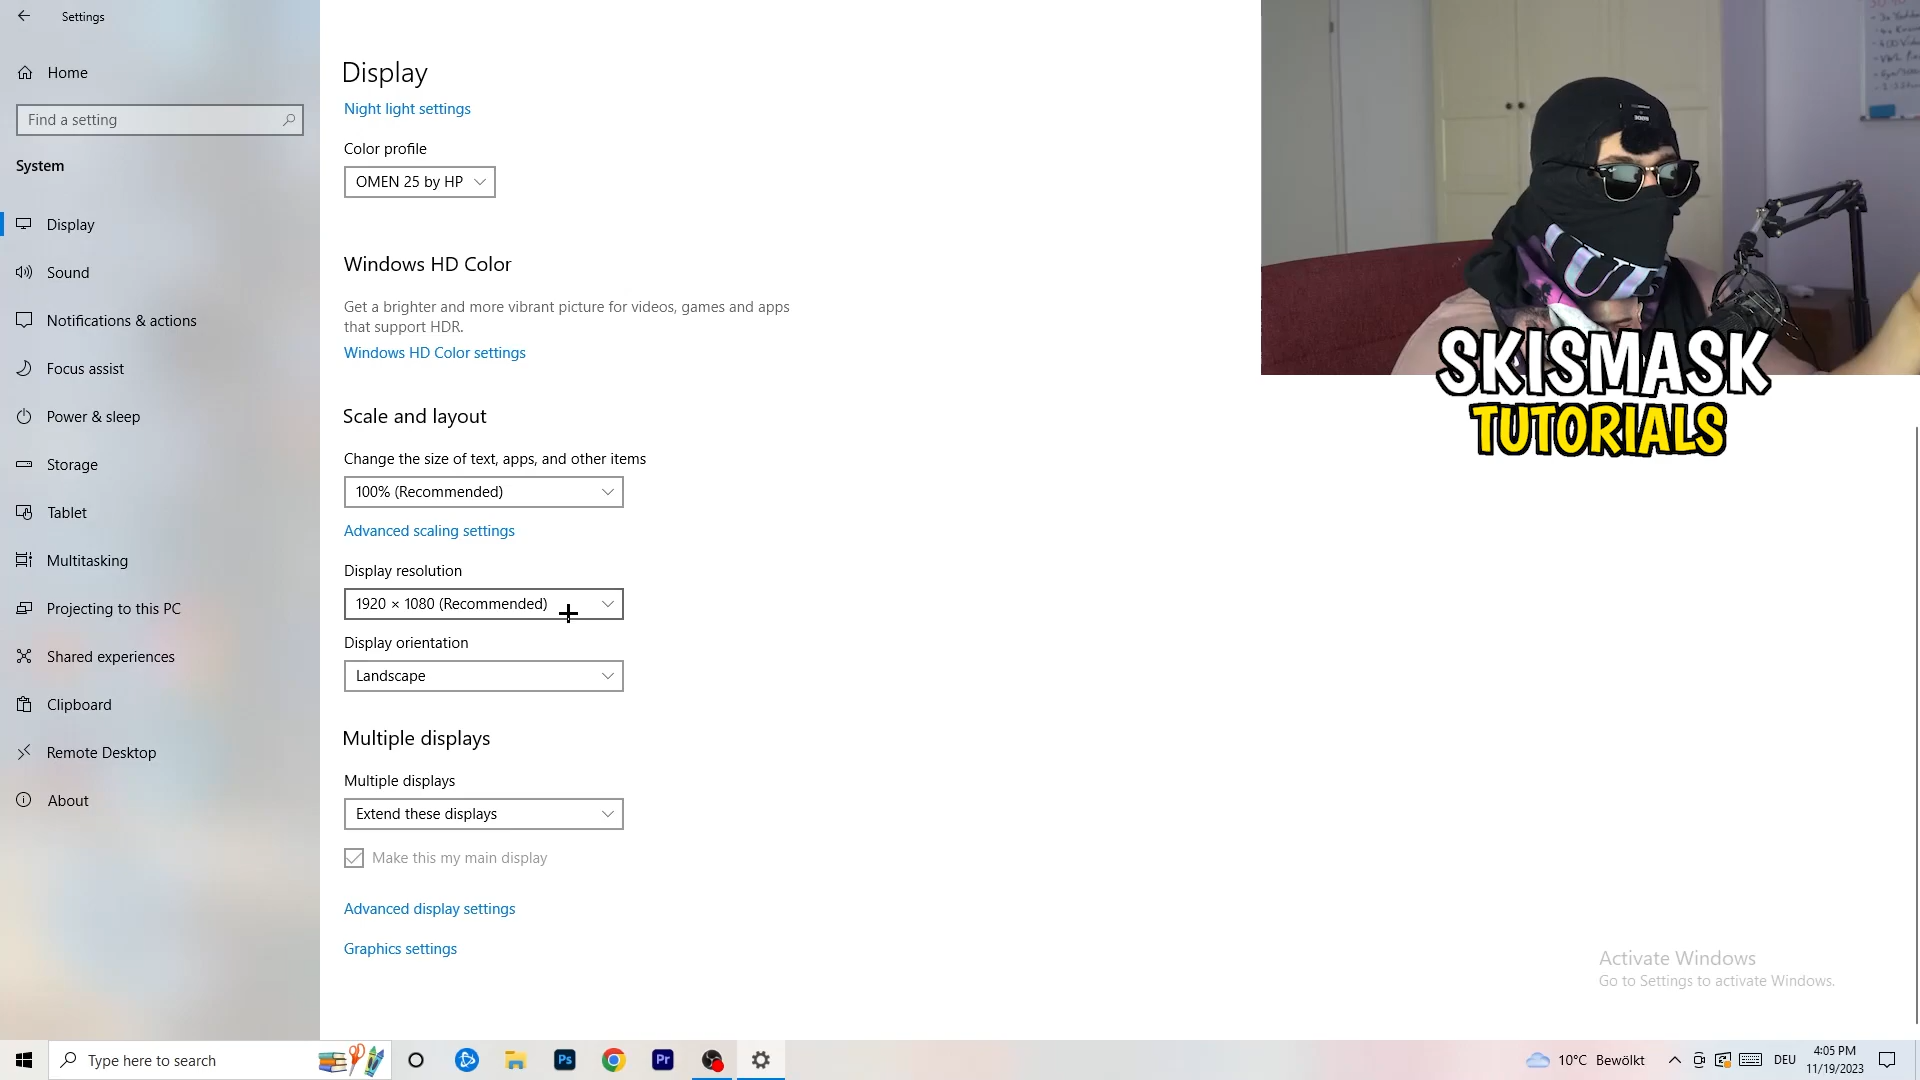 Settings
Home
Find a setting
System
Display
Sound
Notifications & actions
Focus assist
Power & sleep
Storage
Tablet
Multitasking
Projecting to this PC
Shared experiences
Clipboard
Remote Desktop
About
Display
Night light settings
Color profile
OMEN 25 by HP
Windows HD Color
Get a brighter and more vibrant picture for videos, games and apps
that support HDR.
Windows HD Color settings
Scale and layout
Change the size of text, apps, and other items
100% (Recommended)
Advanced scaling settings
Display resolution
1920 × 1080 (Recommended)
Display orientation
Landscape
Multiple displays
Multiple displays
Extend these displays
Make this my main display
Advanced display settings
Graphics settings
SKISMASK
TUTORIALS
Activate Windows
Go to Settings to activate Windows.
Type here to search
Ps
Pr
10°C Bewölkt
DEU
4:05 PM
11/19/2023